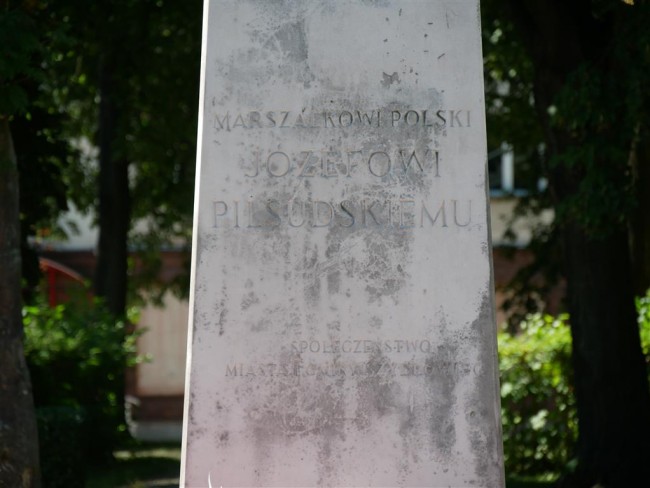 MARSZAŁKOWI POLSKI
JÓZEFOWI
PIŁSUDSKIEMU
SPOŁECZEŃSTWO
MIASTA